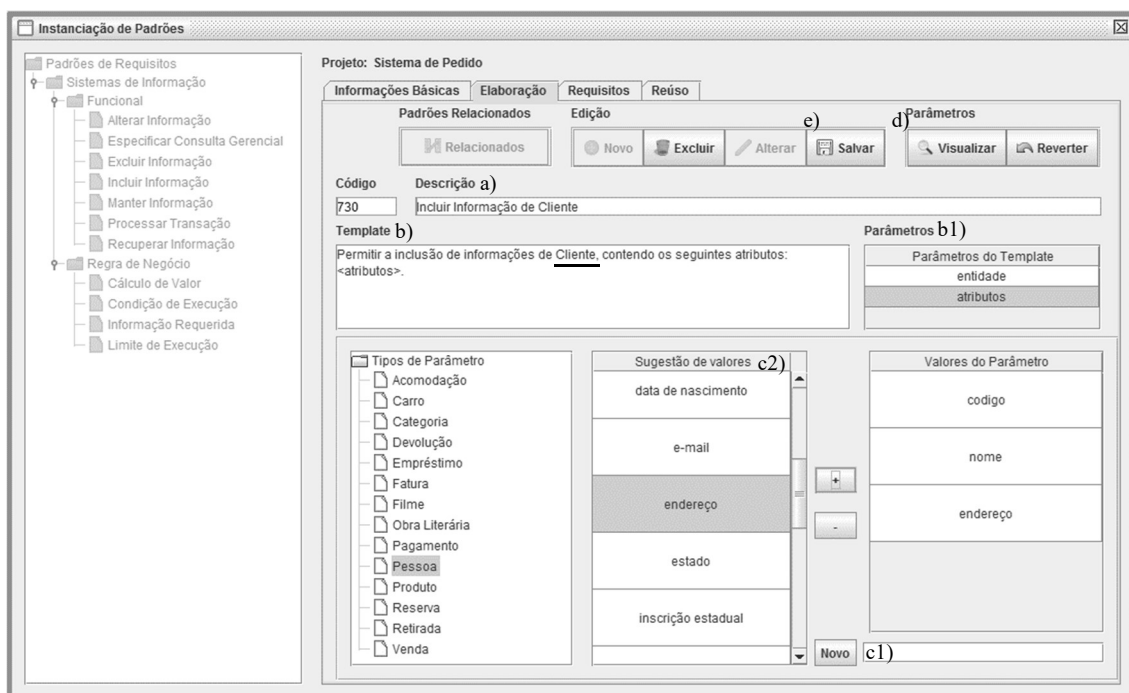 Instanciação de Padrões
Padrões de Requisitos
Sistemas de Informação
Funcional
Alterar Informação
Especificar Consulta Gerencial
Excluir Informação
Incluir Informação
Manter Informação
Processar Transação
Recuperar Informação
Regra de Negócio
Cálculo de Valor
Condição de Execução
Informação Requerida
Limite de Execução
Projeto: Sistema de Pedido
Informações Básicas Elaboração Requisitos Reúso
Padrões Relacionados Edição e) d) Parâmetros
Relacionados Novo Excluir Alterar Salvar Visualizar Reverter
Código Descrição a)
730 Incluir Informação de Cliente
Template b) Parâmetros b1)
Permitir a inclusão de informações de Cliente, contendo os seguintes atributos:
<atributos>.
Parâmetros do Template
entidade
atributos
Tipos de Parâmetro
Acomodação
Carro
Categoria
Devolução
Empréstimo
Fatura
Filme
Obra Literária
Pagamento
Pessoa
Produto
Reserva
Retirada
Venda
Sugestão de valores c2)
data de nascimento
e-mail
endereço
estado
inscrição estadual
+
-
Valores do Parâmetro
codigo
nome
endereço
Novo c1)